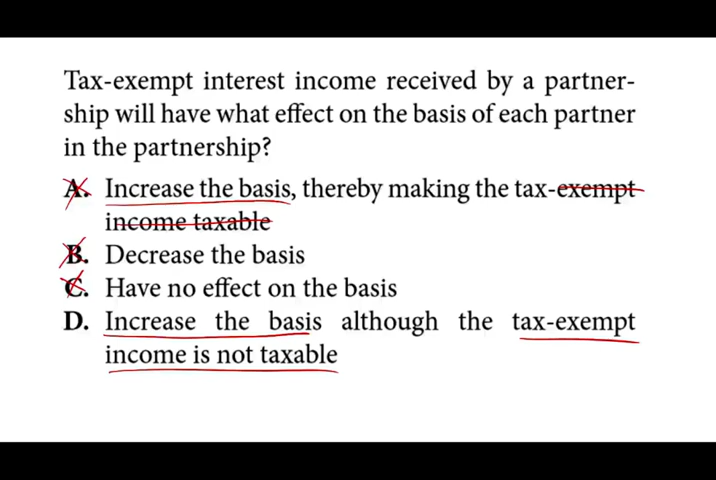 Tax-exempt interest income received by a partner-
ship will have what effect on the basis of each partner
in the partnership?
A. Increase the basis, thereby making the tax-exempt
income taxable
B. Decrease the basis
C. Have no effect on the basis
D. Increase the basis although the tax-exempt
income is not taxable